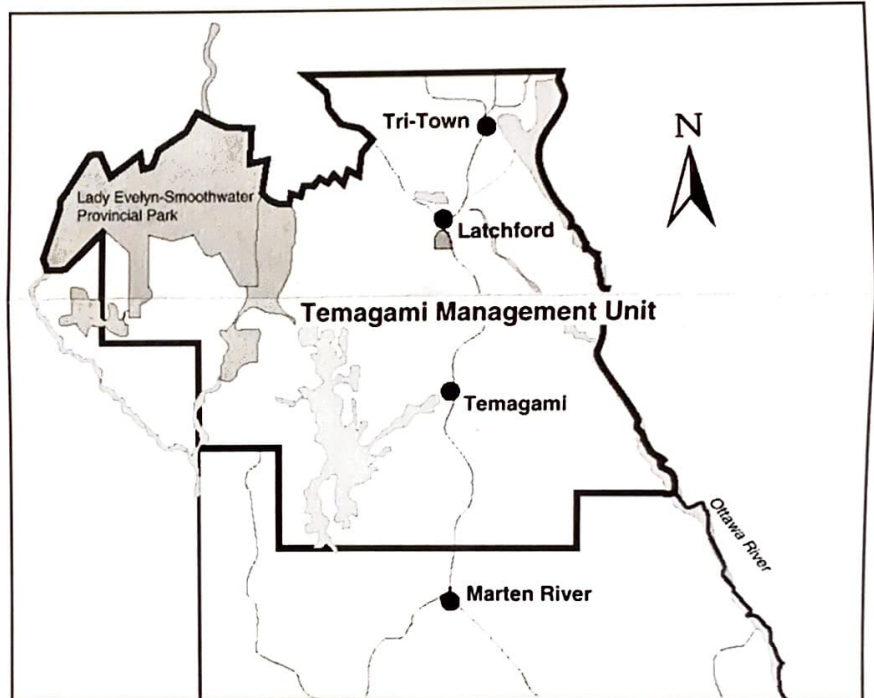 Tri-Town
N
Lady Evelyn-Smoothwater
Provincial Park
Latchford
Temagami Management Unit
Temagami
Ottawa River
Marten River